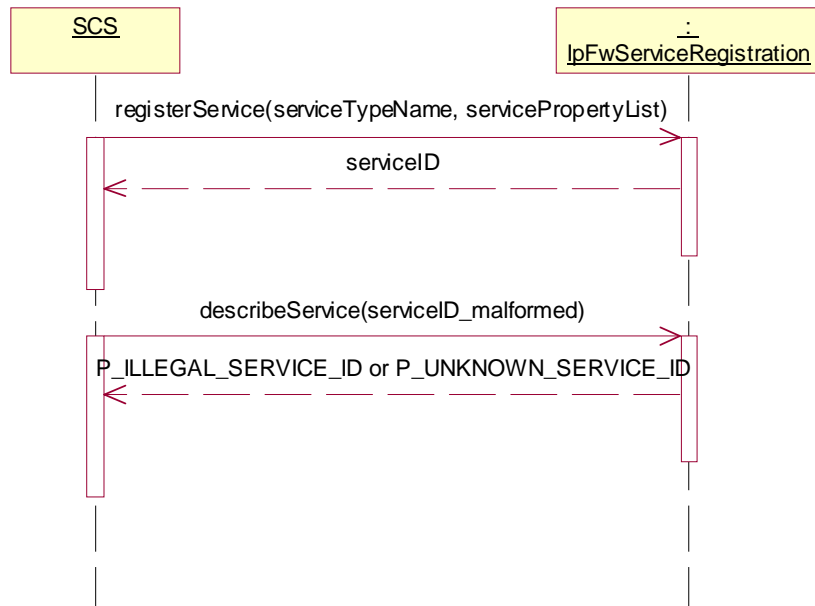 SCS
:
IpFwServiceRegistration
registerService(serviceTypeName, servicePropertyList)
serviceID
describeService(serviceID_malformed)
P_ILLEGAL_SERVICE_ID or P_UNKNOWN_SERVICE_ID